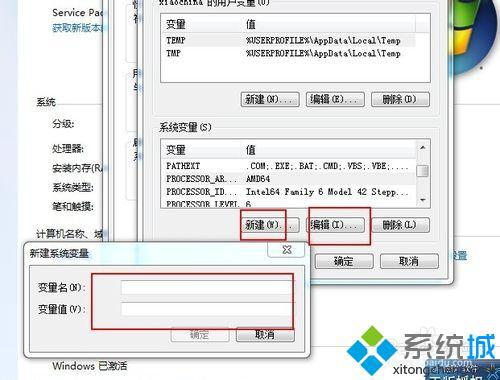 xiaochina 的用户变量(U)
变量 值
TEMP %USERPROFILE%\AppData\Local\Temp
TMP %USERPROFILE%\AppData\Local\Temp
新建(N)... 编辑(E)... 删除(D)
系统变量(S)
变量 值
PATHEXT .COM;.EXE;.BAT;.CMD;.VBS;.VBE;....
PROCESSOR_AR... AMD64
PROCESSOR_ID... Intel64 Family 6 Model 42 Stepp...
PROCESSOR_LEVEL 6
新建(W)... 编辑(I)... 删除(L)
确定 取消
Service Pac
获取新版本
系统
分级:
处理器:
安装内存(RA
系统类型:
笔和触摸:
计算机名称、域
设置
新建系统变量
变量名(N):
变量值(V):
确定 取消
Windows 已激活
系统城
xitongcheng